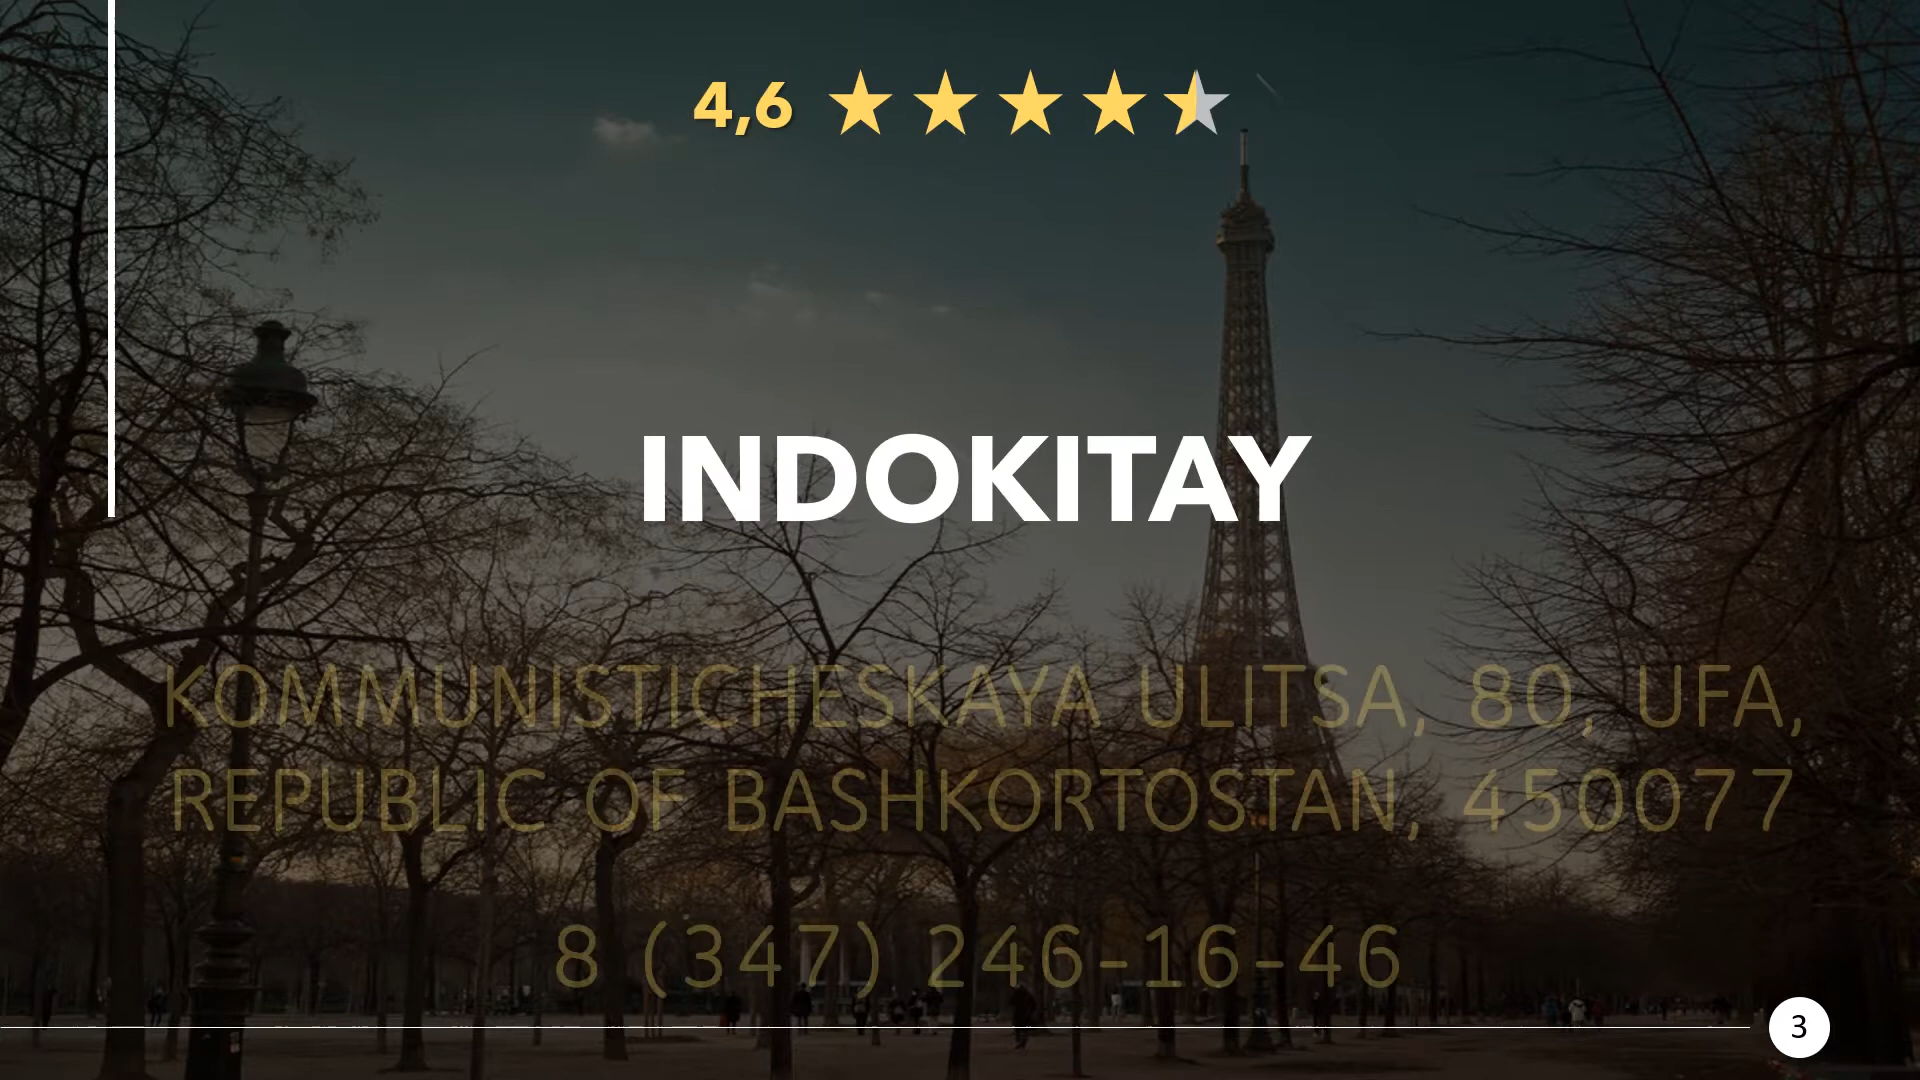 4,6
INDOKITAY
KOMMUNISTICHESKAYA ULITSA, 80, UFA,
REPUBLIC OF BASHKORTOSTAN, 450077
8 (347) 246-16-46
3